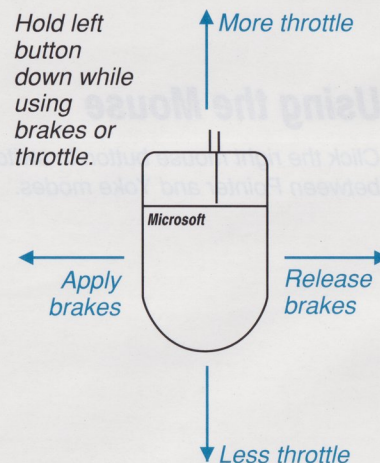 Hold left
button
down while
using
brakes or
throttle.
More throttle
Microsoft
Apply
brakes
Release
brakes
Less throttle
Using the Mouse
Click the right mouse button
between Pointer and Yoke modes.